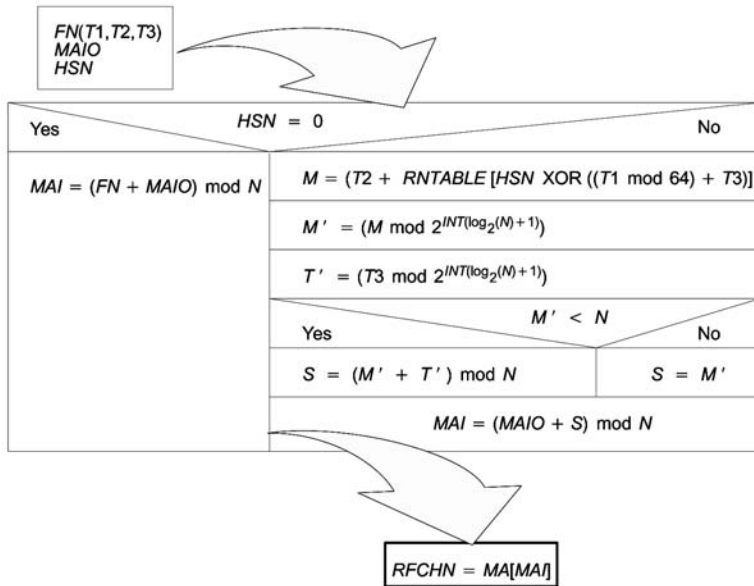 FN(T1,T2,T3)
MAIO
HSN
Yes
HSN = 0
No
MAI = (FN + MAIO) mod N
M = (T2 + RNTABLE [HSN XOR ((T1 mod 64) + T3)]
M ' = (M mod 2^INT(log₂(N)+1))
T ' = (T3 mod 2^INT(log₂(N)+1))
M ' < N
Yes
No
S = (M ' + T ' ) mod N
S = M '
MAI = (MAIO + S) mod N
RFCHN = MA[MAI]